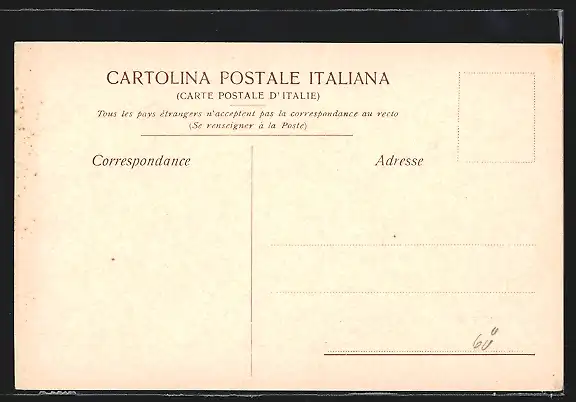 CARTOLINA POSTALE ITALIANA
(CARTE POSTALE D'ITALIE)
Tous les pays étrangers n'acceptent pas la correspondance au recto
(Se renseigner à la Poste)
Correspondance
Adresse
60